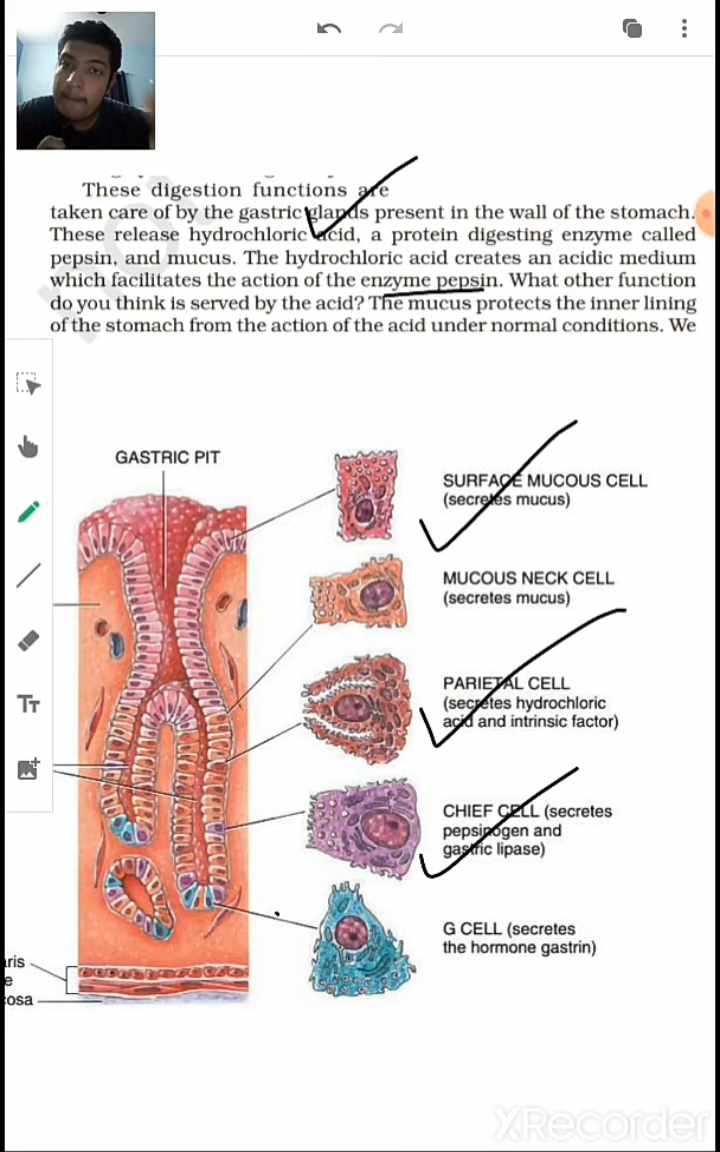 These digestion functions are
taken care of by the gastric glands present in the wall of the stomach.
These release hydrochloric acid, a protein digesting enzyme called
pepsin, and mucus. The hydrochloric acid creates an acidic medium
which facilitates the action of the enzyme pepsin. What other function
do you think is served by the acid? The mucus protects the inner lining
of the stomach from the action of the acid under normal conditions. We
GASTRIC PIT
SURFACE MUCOUS CELL
(secretes mucus)
MUCOUS NECK CELL
(secretes mucus)
PARIETAL CELL
(secretes hydrochloric
acid and intrinsic factor)
CHIEF CELL (secretes
pepsinogen and
gastric lipase)
G CELL (secretes
the hormone gastrin)
aris
e
cosa
TT
not
XRecorder